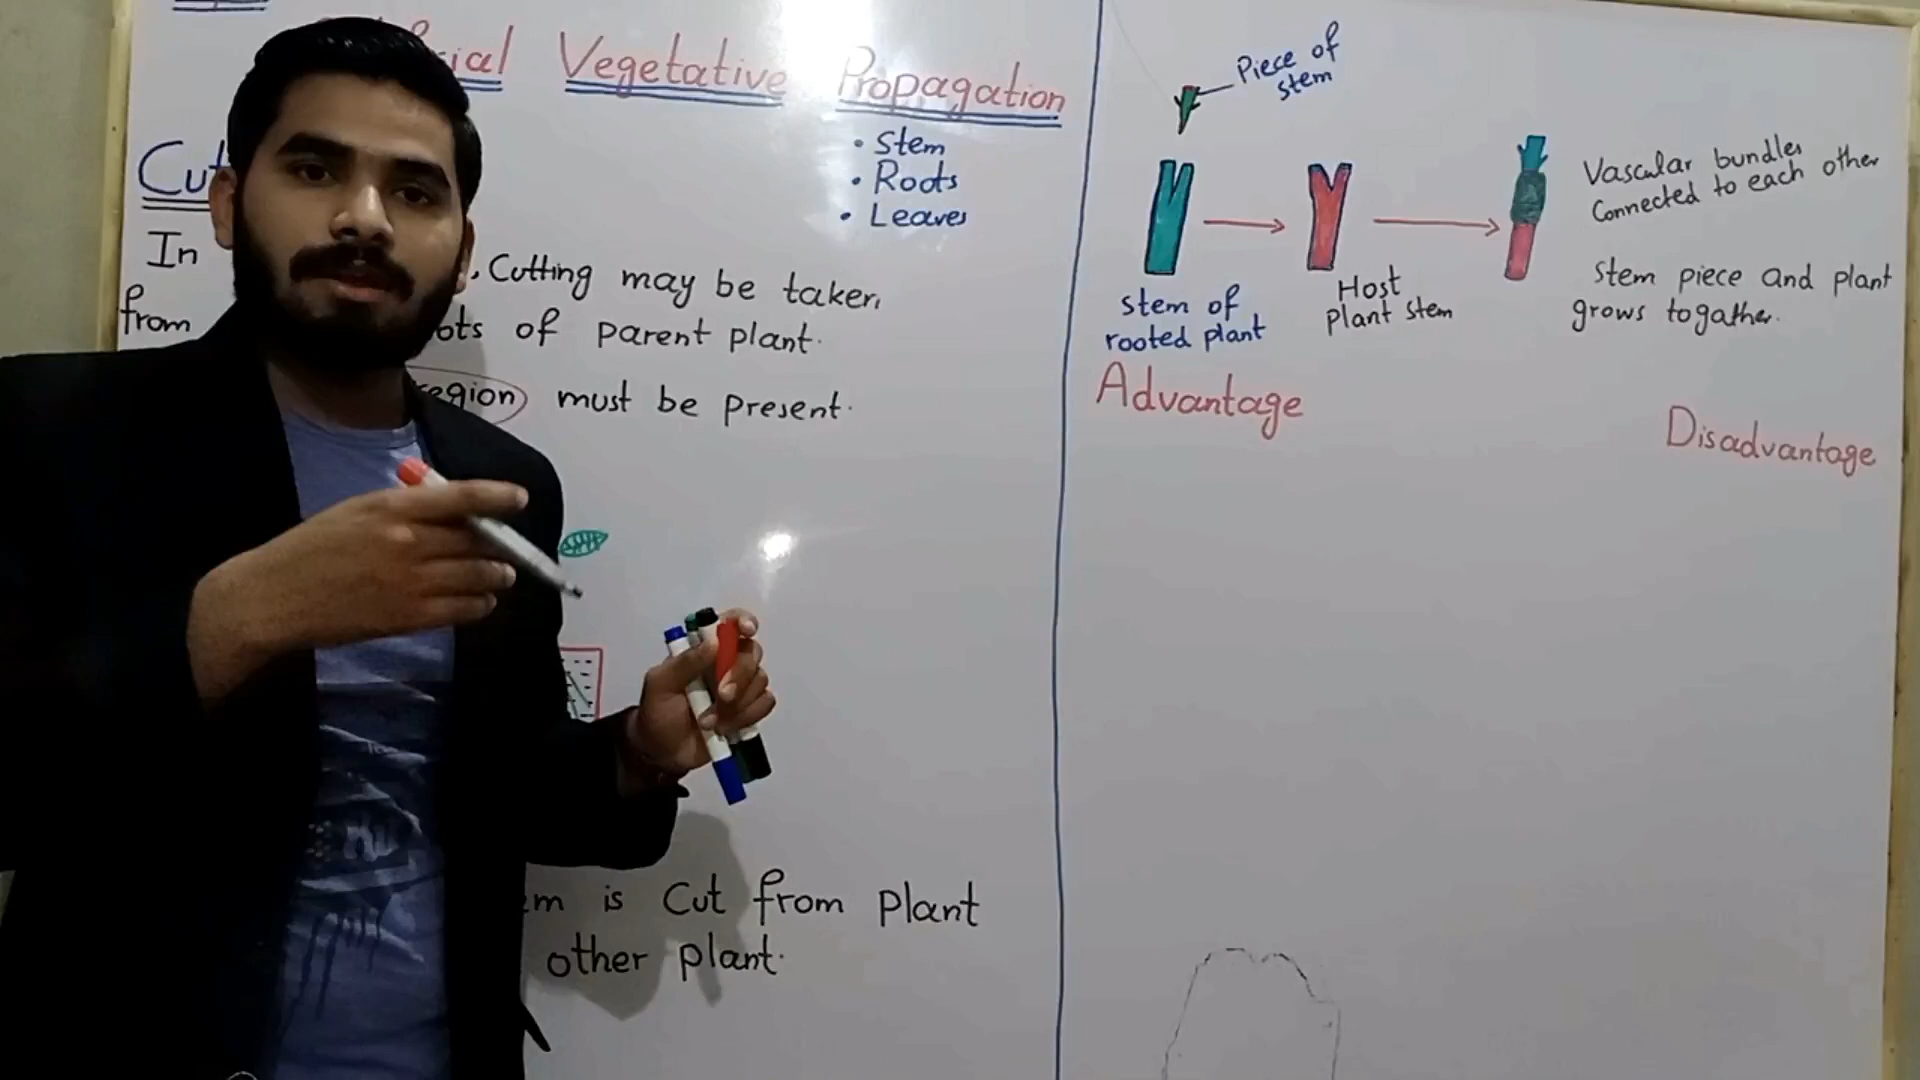 Vegetative Propagation
• Stem
• Roots
• Leaves
In
Cutting may be taken
from
of parent plant.
region must be present.
is Cut from plant
other plant.
Piece of
stem
stem of
rooted plant
Host
plant stem
Vascular bundles
Connected to each other
Stem piece and plant
grows togather.
Advantage
Disadvantage